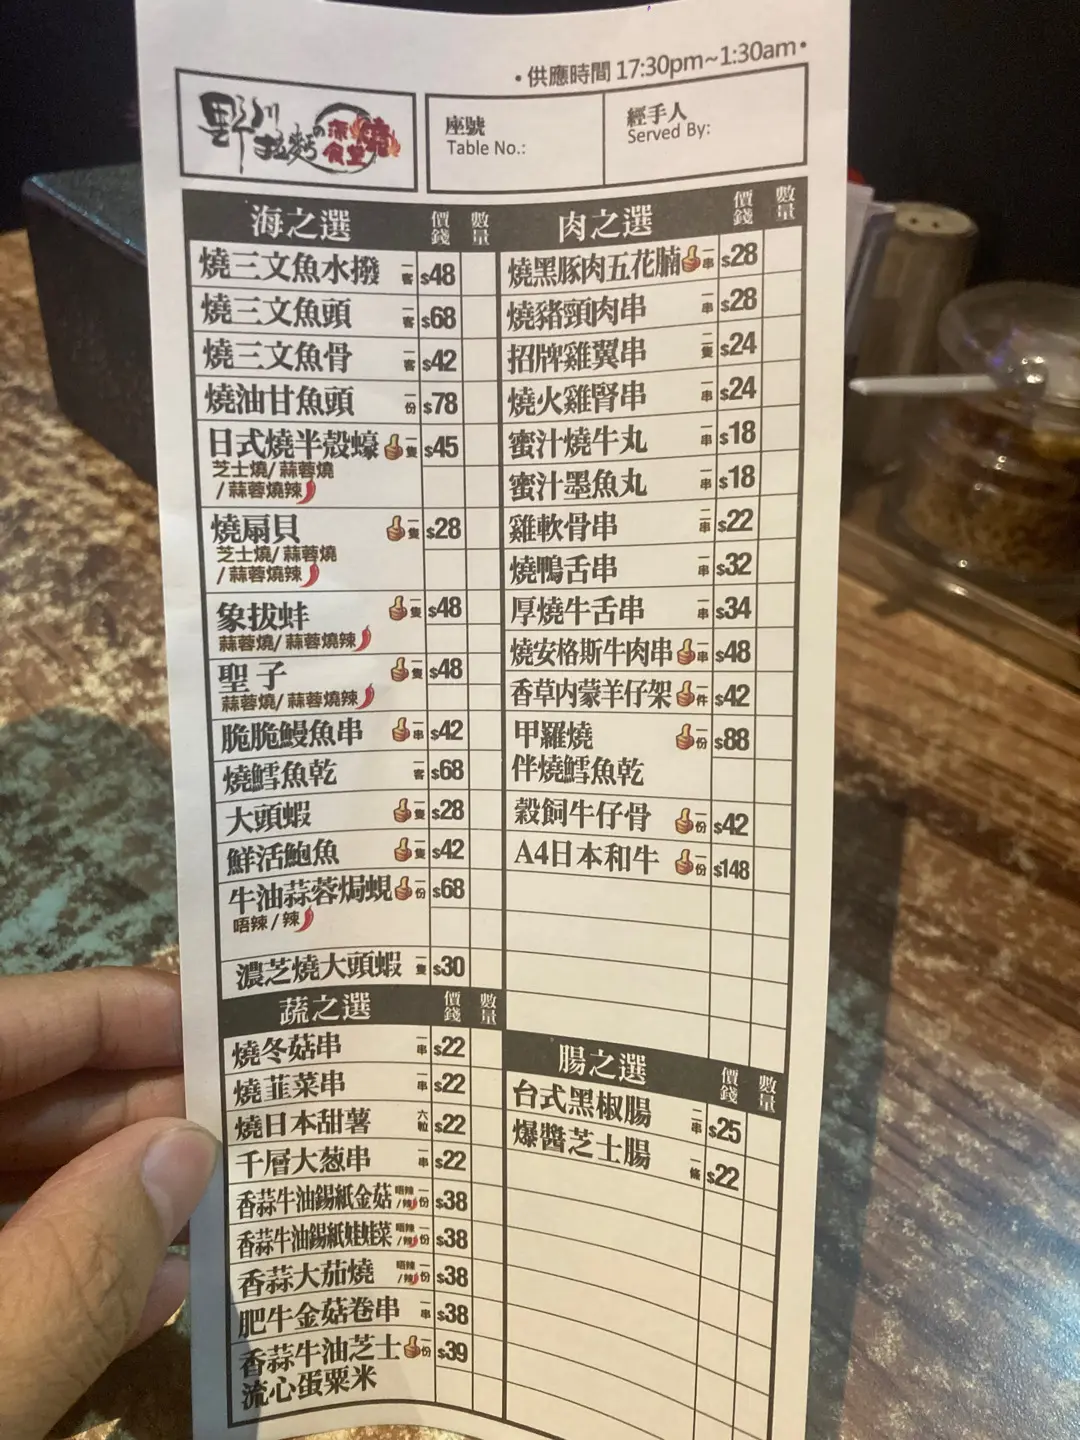 •供應時間 17:30pm~1:30am•
野川
拉麵の深燒食堂
座號
Table No.:
經手人
Served By:
海之選 價錢 數量
燒三文魚水撥 一客 $48
燒三文魚頭 一客 $68
燒三文魚骨 一客 $42
燒油甘魚頭 一份 $78
日式燒半殼蠔 一隻 $45
芝士燒/蒜蓉燒
/蒜蓉燒辣
燒扇貝 一隻 $28
芝士燒/蒜蓉燒
/蒜蓉燒辣
象拔蚌 一隻 $48
蒜蓉燒/蒜蓉燒辣
聖子 一隻 $48
蒜蓉燒/蒜蓉燒辣
脆脆鰻魚串 一串 $42
燒鱈魚乾 一客 $68
大頭蝦 一隻 $28
鮮活鮑魚 一隻 $42
牛油蒜蓉焗蜆 一份 $68
唔辣/辣
濃芝燒大頭蝦 一隻 $30
蔬之選 價錢 數量
燒冬菇串 一串 $22
燒韮菜串 一串 $22
燒日本甜薯 六粒 $22
千層大葱串 一串 $22
香蒜牛油錫紙金菇 唔辣/辣 一份 $38
香蒜牛油錫紙娃娃菜 唔辣/辣 一份 $38
香蒜大茄燒 唔辣/辣 一份 $38
肥牛金菇卷串 一串 $38
香蒜牛油芝士 一份 $39
流心蛋粟米
肉之選 價錢 數量
燒黑豚肉五花腩 一串 $28
燒豬頸肉串 一串 $28
招牌雞翼串 二隻 $24
燒火雞腎串 一串 $24
蜜汁燒牛丸 一串 $18
蜜汁墨魚丸 一串 $18
雞軟骨串 二串 $22
燒鴨舌串 一串 $32
厚燒牛舌串 一串 $34
燒安格斯牛肉串 一串 $48
香草內蒙羊仔架 一件 $42
甲羅燒 一份 $88
伴燒鱈魚乾
穀飼牛仔骨 一份 $42
A4日本和牛 一份 $148
腸之選 價錢 數量
台式黑椒腸 二串 $25
爆醬芝士腸 一條 $22